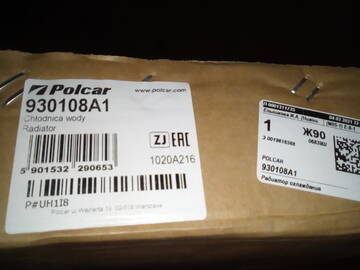 Polcar
www.polcar.com
930108A1
Chłodnica wody
Radiator
ZJ EAC
1020A216
5 901532 290653
P#UH1I8
1
Ж90
POLCAR
930108A1
Радиатор охлаждения